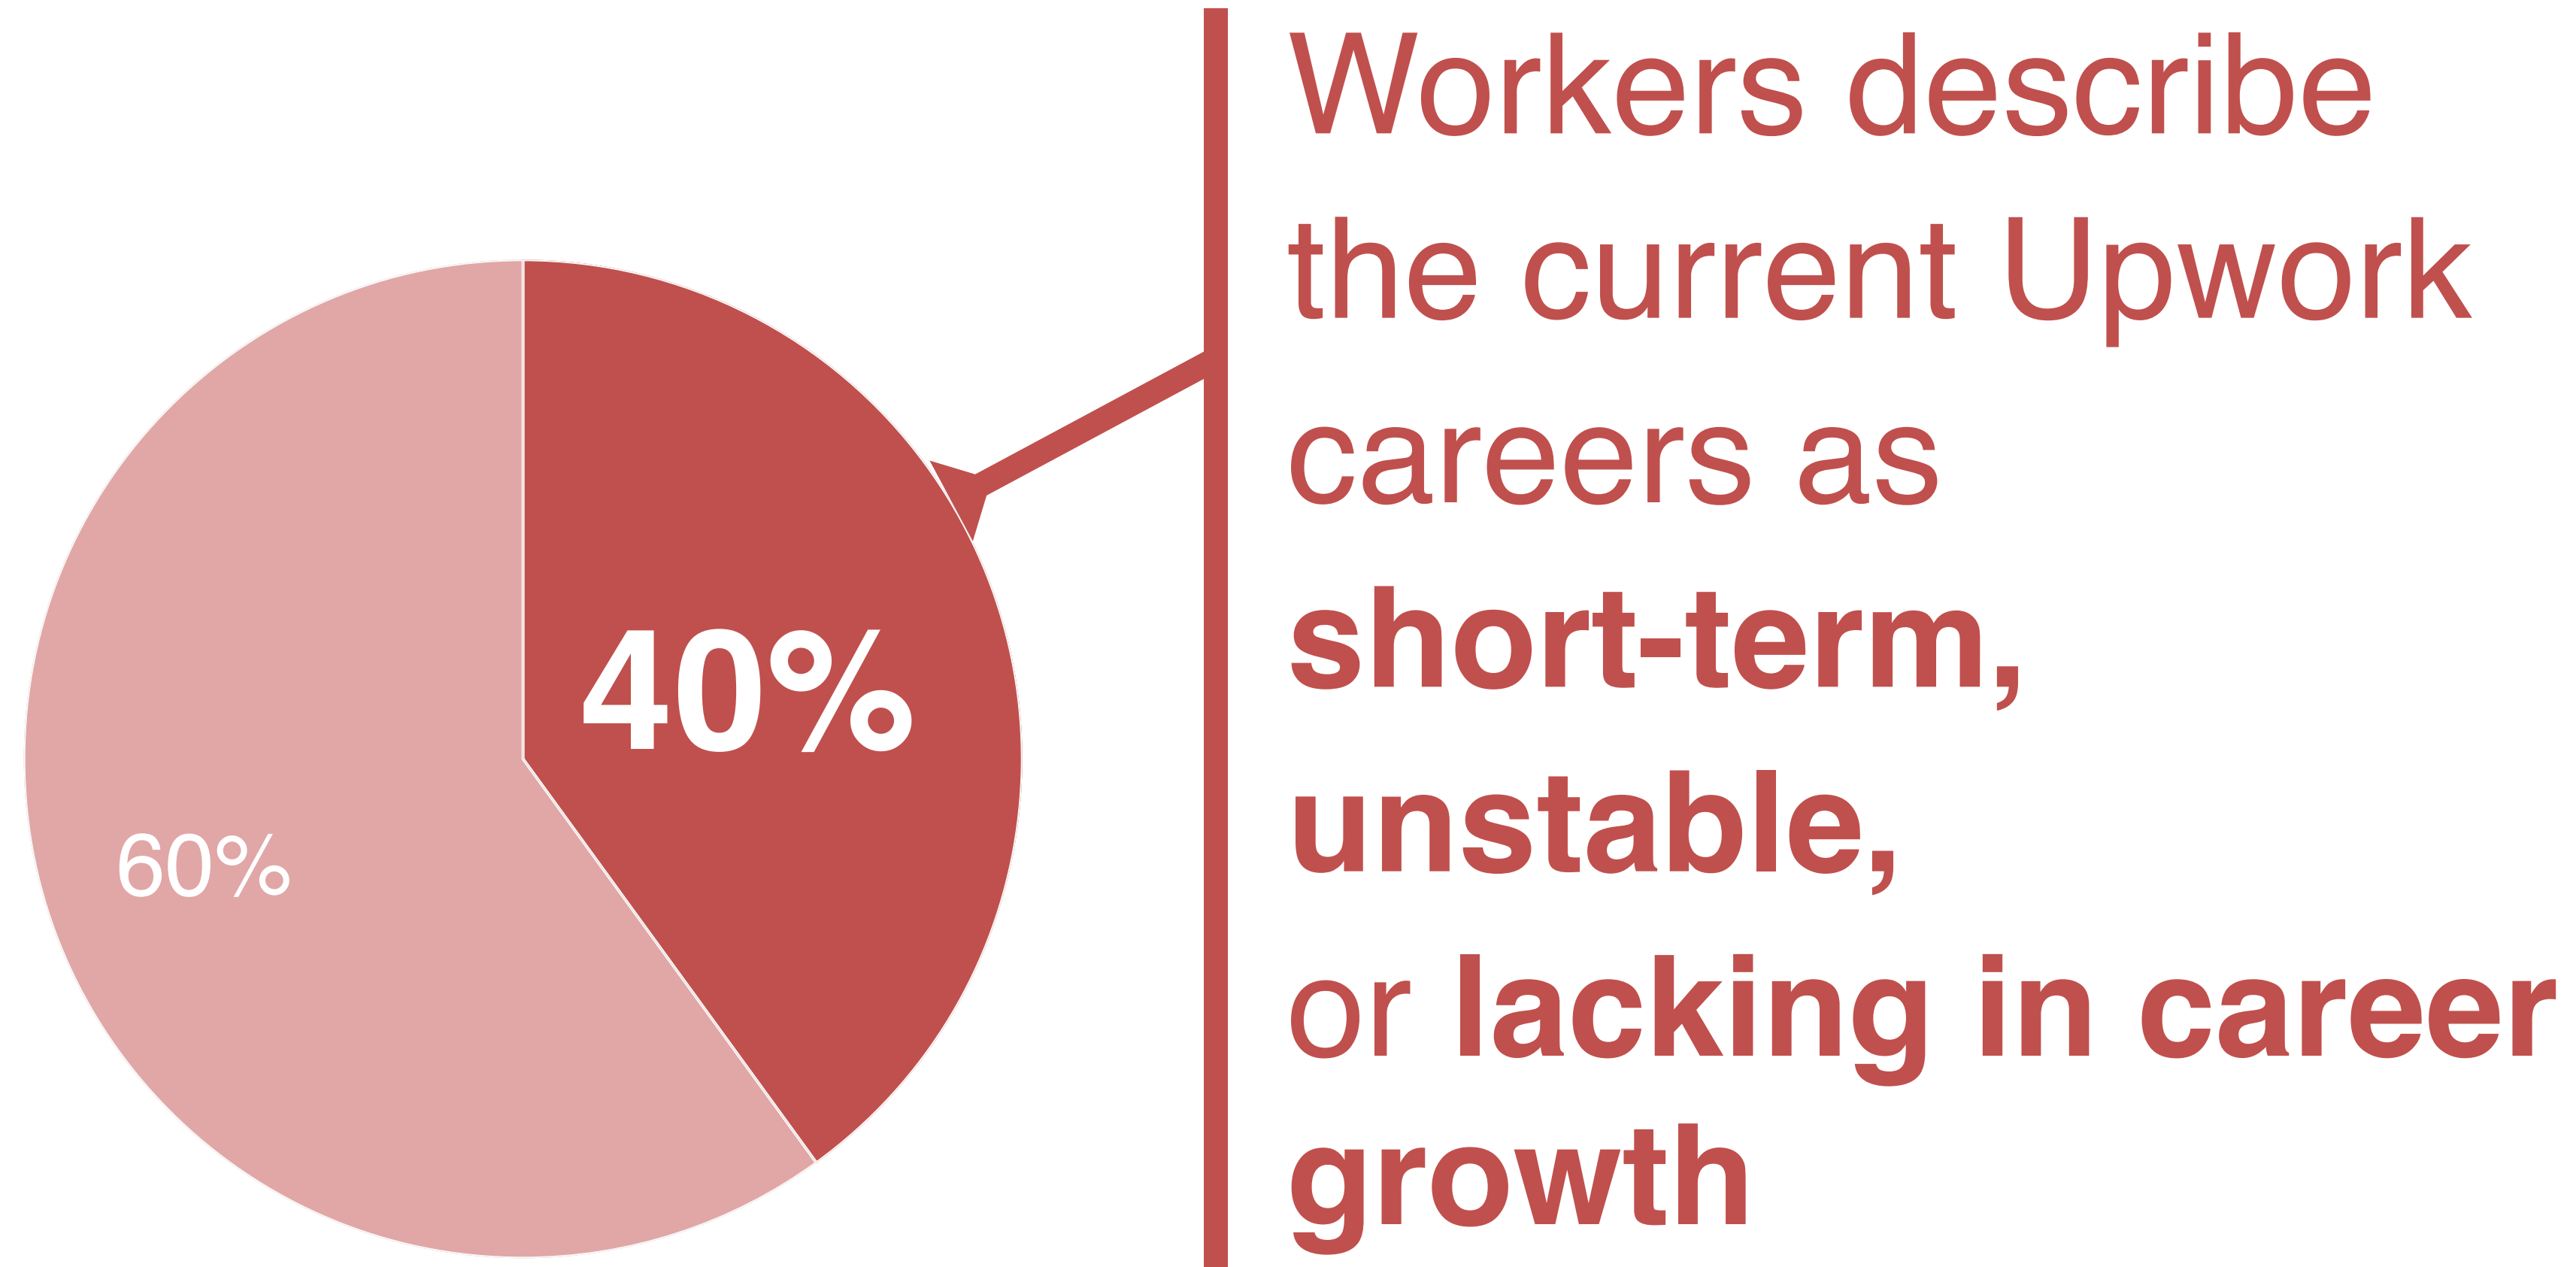 40%
60%
Workers describe
the current Upwork
careers as
short-term,
unstable,
or lacking in career
growth